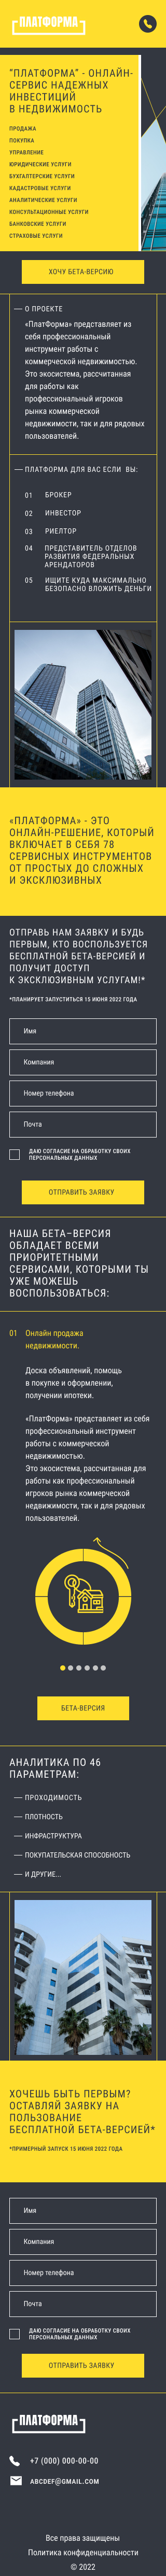 ПЛАТФОРМА
"ПЛАТФОРМА" - ОНЛАЙН-
СЕРВИС НАДЕЖНЫХ
ИНВЕСТИЦИЙ
В НЕДВИЖИМОСТЬ
ПРОДАЖА
ПОКУПКА
УПРАВЛЕНИЕ
ЮРИДИЧЕСКИЕ УСЛУГИ
БУХГАЛТЕРСКИЕ УСЛУГИ
КАДАСТРОВЫЕ УСЛУГИ
АНАЛИТИЧЕСКИЕ УСЛУГИ
КОНСУЛЬТАЦИОННЫЕ УСЛУГИ
БАНКОВСКИЕ УСЛУГИ
СТРАХОВЫЕ УСЛУГИ
ХОЧУ БЕТА-ВЕРСИЮ
О ПРОЕКТЕ
«ПлатФорма» представляет из
себя профессиональный
инструмент работы с
коммерческой недвижимостью.
Это экосистема, рассчитанная
для работы как
профессиональный игроков
рынка коммерческой
недвижимости, так и для рядовых
пользователей.
ПЛАТФОРМА ДЛЯ ВАС ЕСЛИ ВЫ:
01 БРОКЕР
02 ИНВЕСТОР
03 РИЕЛТОР
04 ПРЕДСТАВИТЕЛЬ ОТДЕЛОВ
РАЗВИТИЯ ФЕДЕРАЛЬНЫХ
АРЕНДАТОРОВ
05 ИЩИТЕ КУДА МАКСИМАЛЬНО
БЕЗОПАСНО ВЛОЖИТЬ ДЕНЬГИ
«ПЛАТФОРМА» - ЭТО
ОНЛАЙН-РЕШЕНИЕ, КОТОРЫЙ
ВКЛЮЧАЕТ В СЕБЯ 78
СЕРВИСНЫХ ИНСТРУМЕНТОВ
ОТ ПРОСТЫХ ДО СЛОЖНЫХ
И ЭКСКЛЮЗИВНЫХ
ОТПРАВЬ НАМ ЗАЯВКУ И БУДЬ
ПЕРВЫМ, КТО ВОСПОЛЬЗУЕТСЯ
БЕСПЛАТНОЙ БЕТА-ВЕРСИЕЙ И
ПОЛУЧИТ ДОСТУП
К ЭКСКЛЮЗИВНЫМ УСЛУГАМ!*
*ПЛАНИРУЕТ ЗАПУСТИТЬСЯ 15 ИЮНЯ 2022 ГОДА
Имя
Компания
Номер телефона
Почта
ДАЮ СОГЛАСИЕ НА ОБРАБОТКУ СВОИХ
ПЕРСОНАЛЬНЫХ ДАННЫХ
ОТПРАВИТЬ ЗАЯВКУ
НАША БЕТА–ВЕРСИЯ
ОБЛАДАЕТ ВСЕМИ
ПРИОРИТЕТНЫМИ
СЕРВИСАМИ, КОТОРЫМИ ТЫ
УЖЕ МОЖЕШЬ
ВОСПОЛЬЗОВАТЬСЯ:
01 Онлайн продажа
недвижимости.
Доска объявлений, помощь
в покупке и оформлении,
получении ипотеки.
«ПлатФорма» представляет из себя
профессиональный инструмент
работы с коммерческой
недвижимостью.
Это экосистема, рассчитанная для
работы как профессиональный
игроков рынка коммерческой
недвижимости, так и для рядовых
пользователей.
БЕТА-ВЕРСИЯ
АНАЛИТИКА ПО 46
ПАРАМЕТРАМ:
ПРОХОДИМОСТЬ
ПЛОТНОСТЬ
ИНФРАСТРУКТУРА
ПОКУПАТЕЛЬСКАЯ СПОСОБНОСТЬ
И ДРУГИЕ...
ХОЧЕШЬ БЫТЬ ПЕРВЫМ?
ОСТАВЛЯЙ ЗАЯВКУ НА
ПОЛЬЗОВАНИЕ
БЕСПЛАТНОЙ БЕТА-ВЕРСИЕЙ*
*ПРИМЕРНЫЙ ЗАПУСК 15 ИЮНЯ 2022 ГОДА
Имя
Компания
Номер телефона
Почта
ДАЮ СОГЛАСИЕ НА ОБРАБОТКУ СВОИХ
ПЕРСОНАЛЬНЫХ ДАННЫХ
ОТПРАВИТЬ ЗАЯВКУ
ПЛАТФОРМА
+7 (000) 000-00-00
ABCDEF@GMAIL.COM
Все права защищены
Политика конфиденциальности
© 2022